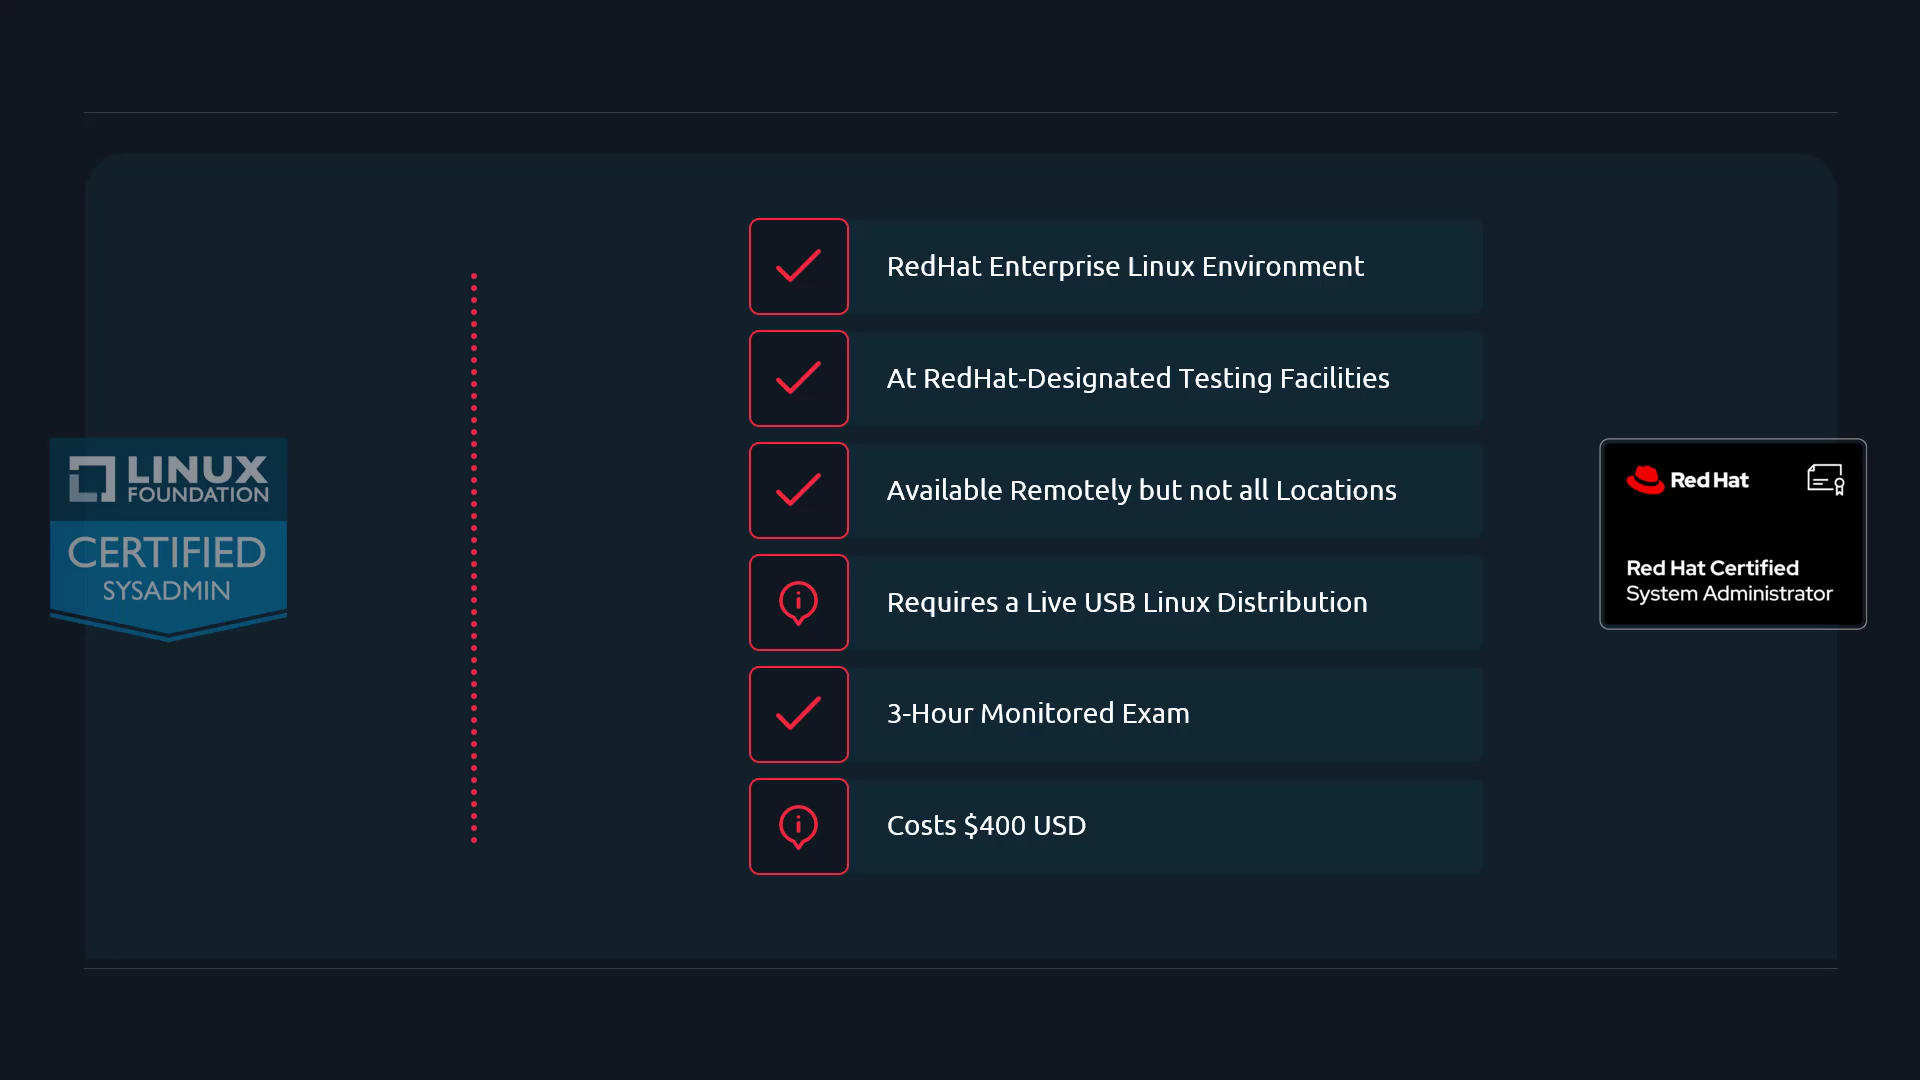 LINUX
FOUNDATION
CERTIFIED
SYSADMIN
RedHat Enterprise Linux Environment
At RedHat-Designated Testing Facilities
Available Remotely but not all Locations
Requires a Live USB Linux Distribution
3-Hour Monitored Exam
Costs $400 USD
Red Hat
Red Hat Certified
System Administrator